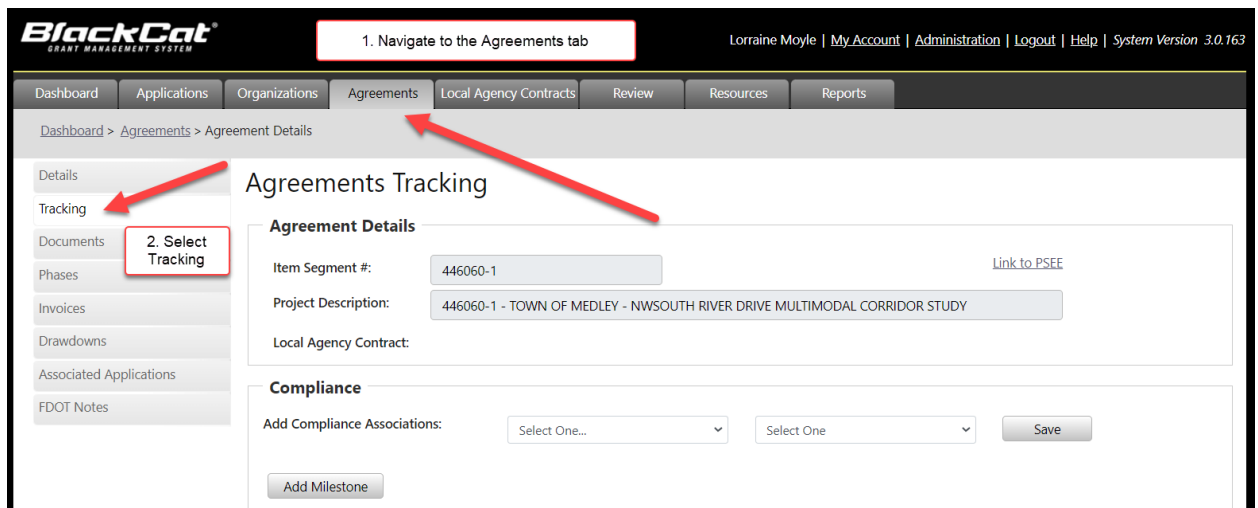 BlackCat
GRANT MANAGEMENT SYSTEM
1. Navigate to the Agreements tab
Lorraine Moyle | My Account | Administration | Logout | Help | System Version 3.0.163
Dashboard Applications Organizations Agreements Local Agency Contracts Review Resources Reports
Dashboard > Agreements > Agreement Details
Details
Tracking
Documents
Phases
Invoices
Drawdowns
Associated Applications
FDOT Notes
2. Select
Tracking
Agreements Tracking
Agreement Details
Item Segment #: 446060-1 Link to PSEE
Project Description: 446060-1 - TOWN OF MEDLEY - NWSOUTH RIVER DRIVE MULTIMODAL CORRIDOR STUDY
Local Agency Contract:
Compliance
Add Compliance Associations: Select One... Select One Save
Add Milestone